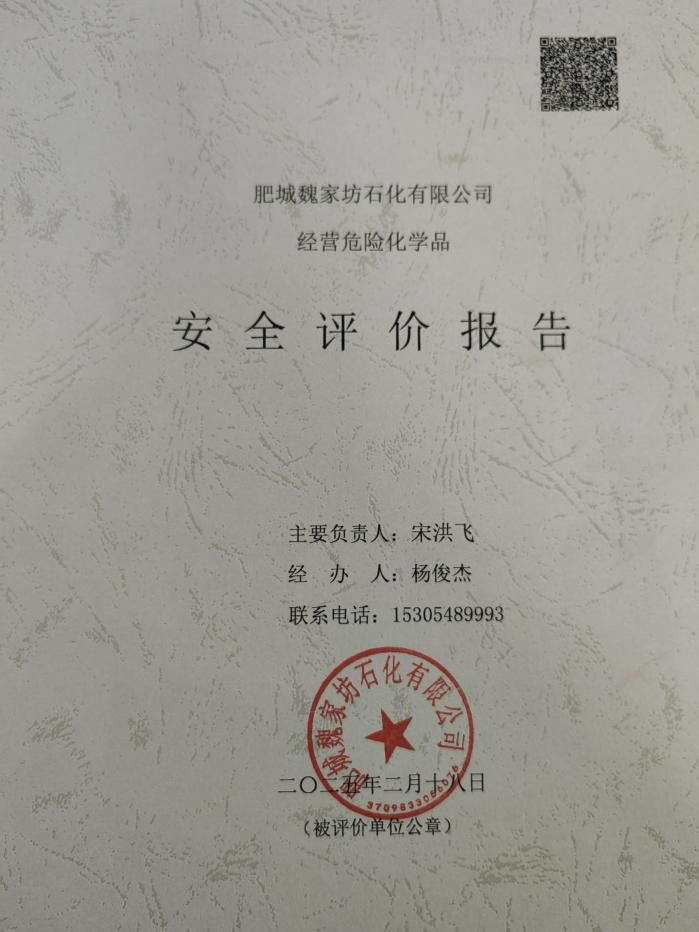 肥城魏家坊石化有限公司
经营危险化学品
安全评价报告
主要负责人：宋洪飞
经 办 人：杨俊杰
联系电话：15305489993
肥城魏家坊石化有限公司
二〇二五年二月十八日
（被评价单位公章）